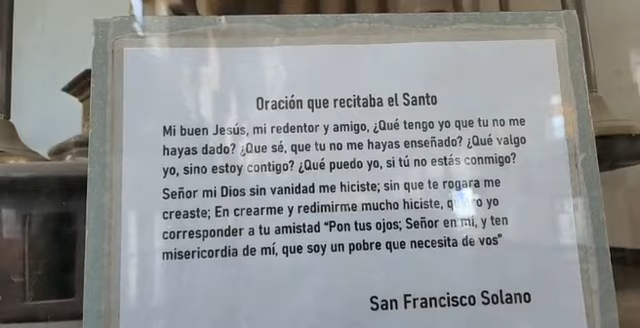 Oración que recitaba el Santo
Mi buen Jesús, mi redentor y amigo, ¿Qué tengo yo que tu no me
hayas dado? ¿Que sé, que tu no me hayas enseñado? ¿Qué valgo
yo, sino estoy contigo? ¿Qué puedo yo, si tú no estás conmigo?
Señor mi Dios sin vanidad me hiciste; sin que te rogara me
creaste; En crearme y redimirme mucho hiciste, yo
corresponder a tu amistad "Pon tus ojos; Señor en mí, y ten
misericordia de mí, que soy un pobre que necesita de vos"
San Francisco Solano